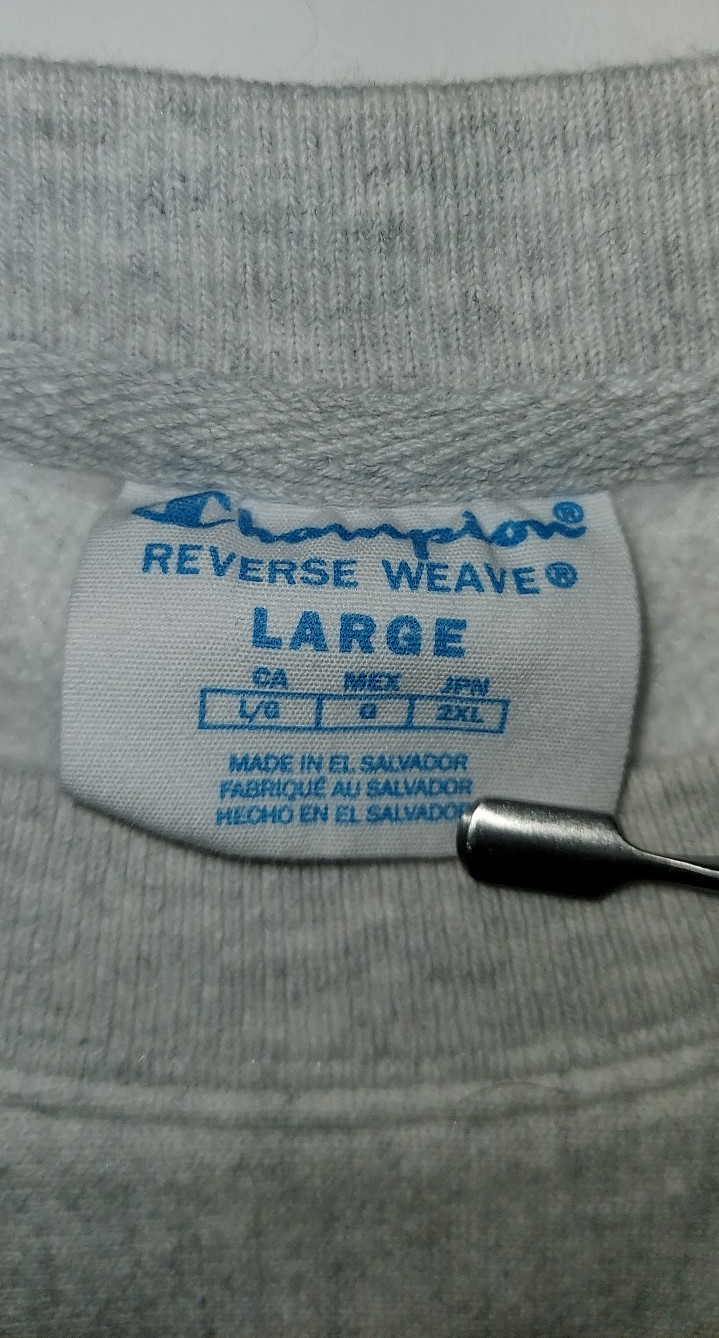 Champion®
REVERSE WEAVE®
LARGE
CA MEX JPN
L/G G 2XL
MADE IN EL SALVADOR
FABRIQUÉ AU SALVADOR
HECHO EN EL SALVADOR